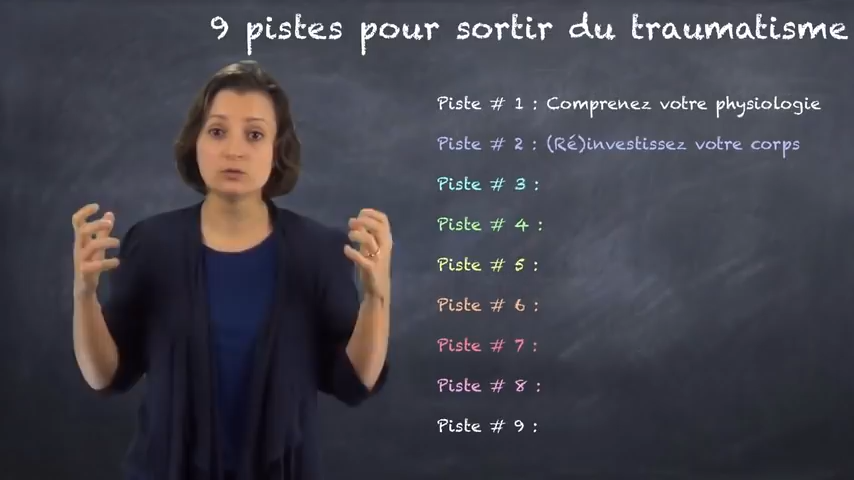 9 pistes pour sortir du traumatisme
Piste # 1 : Comprenez votre physiologie
Piste # 2 : (Ré)investissez votre corps
Piste # 3 :
Piste # 4 :
Piste # 5 :
Piste # 6 :
Piste # 7 :
Piste # 8 :
Piste # 9 :